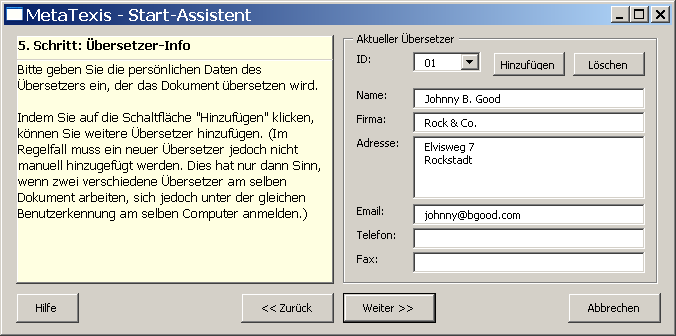 MetaTexis - Start-Assistent
5. Schritt: Übersetzer-Info
Bitte geben Sie die persönlichen Daten des
Übersetzers ein, der das Dokument übersetzen wird.
Indem Sie auf die Schaltfläche "Hinzufügen" klicken,
können Sie weitere Übersetzer hinzufügen. (Im
Regelfall muss ein neuer Übersetzer jedoch nicht
manuell hinzugefügt werden. Dies hat nur dann Sinn,
wenn zwei verschiedene Übersetzer am selben
Dokument arbeiten, sich jedoch unter der gleichen
Benutzerkennung am selben Computer anmelden.)
Aktueller Übersetzer
ID: 01 Hinzufügen Löschen
Name: Johnny B. Good
Firma: Rock & Co.
Adresse: Elvisweg 7
Rockstadt
Email: johnny@bgood.com
Telefon:
Fax:
Hilfe << Zurück Weiter >> Abbrechen